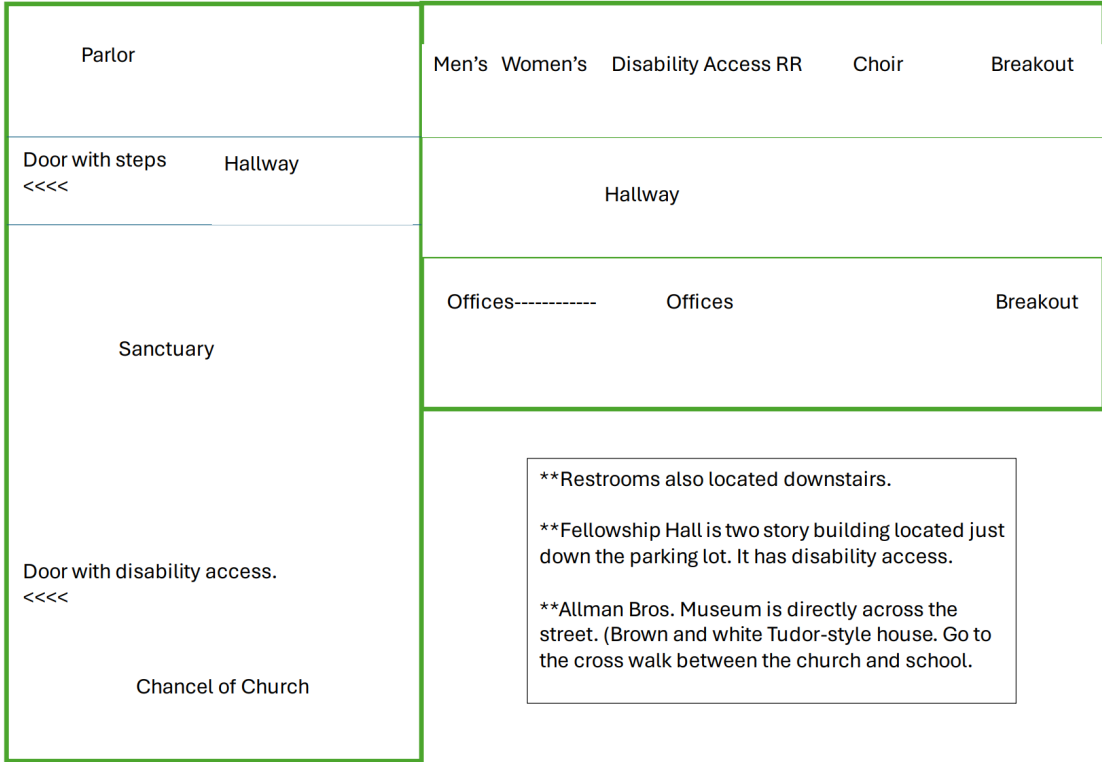 Parlor
Men’s Women’s Disability Access RR Choir Breakout
Door with steps
<<<<
Hallway
Hallway
Offices------------ Offices Breakout
Sanctuary
**Restrooms also located downstairs.
**Fellowship Hall is two story building located just
down the parking lot. It has disability access.
**Allman Bros. Museum is directly across the
street. (Brown and white Tudor-style house. Go to
the cross walk between the church and school.
Door with disability access.
<<<<
Chancel of Church